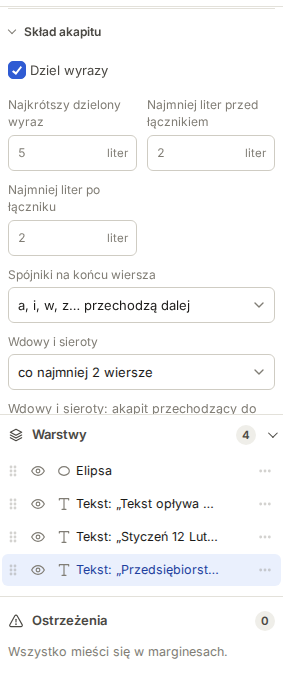 Skład akapitu
Dziel wyrazy
Najkrótszy dzielony wyraz
Najmniej liter przed łącznikiem
5 liter
2 liter
Najmniej liter po łączniku
2 liter
Spójniki na końcu wiersza
a, i, w, z... przechodzą dalej
Wdowy i sieroty
co najmniej 2 wiersze
Wdowy i sieroty: akapit przechodzący do
Warstwy 4
Elipsa
Tekst: „Tekst opływa ...
Tekst: „Styczeń 12 Lut...
Tekst: „Przedsiębiorst...
Ostrzeżenia 0
Wszystko mieści się w marginesach.